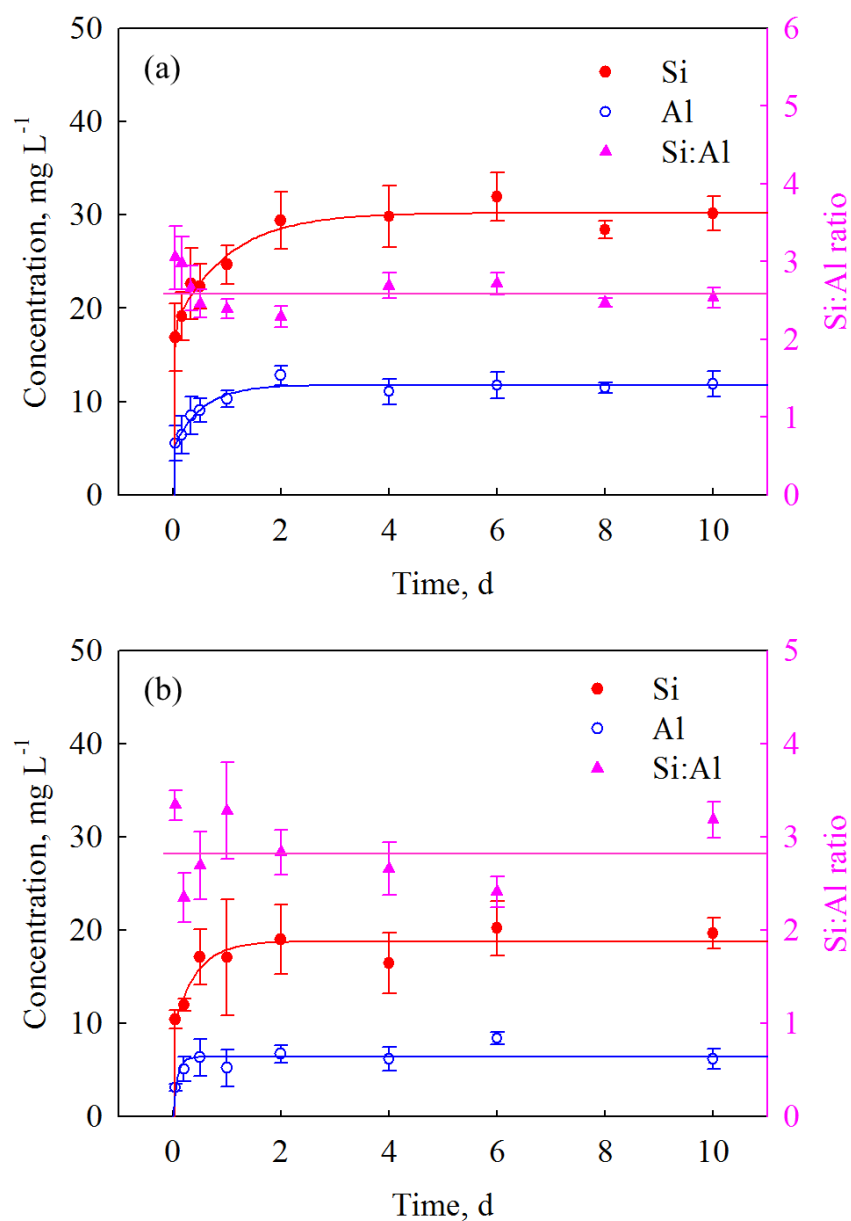 (a)
Si
Al
Si:Al
50
40
30
20
10
0
Concentration, mg L⁻¹
6
5
4
3
2
1
0
Si:Al ratio
0 2 4 6 8 10
Time, d
(b)
Si
Al
Si:Al
50
40
30
20
10
0
Concentration, mg L⁻¹
5
4
3
2
1
0
Si:Al ratio
0 2 4 6 8 10
Time, d